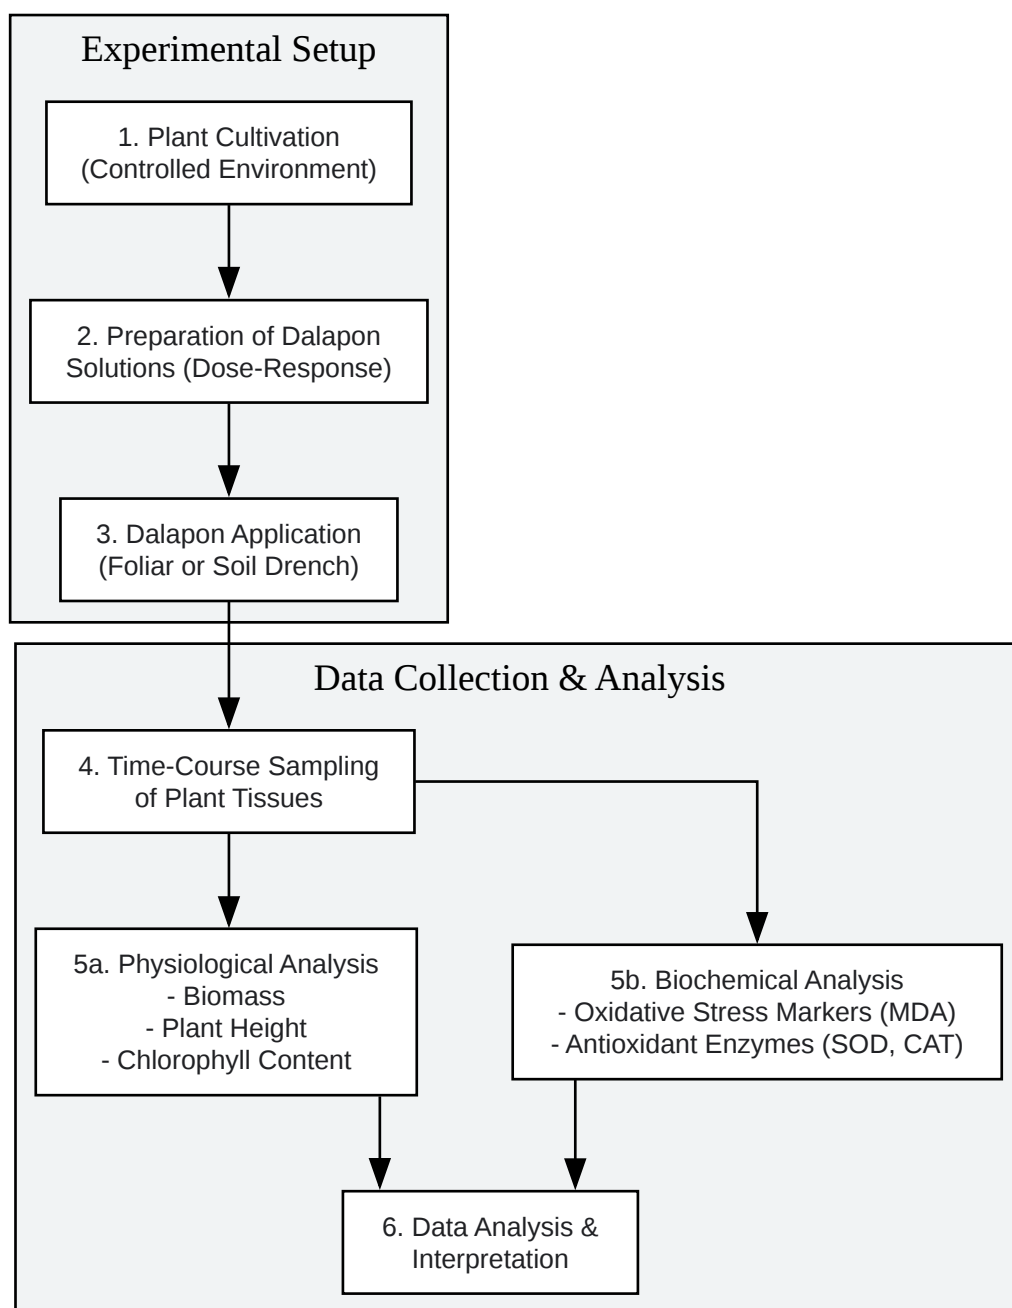 Experimental Setup
1. Plant Cultivation
(Controlled Environment)
2. Preparation of Dalapon
Solutions (Dose-Response)
3. Dalapon Application
(Foliar or Soil Drench)
Data Collection & Analysis
4. Time-Course Sampling
of Plant Tissues
5a. Physiological Analysis
- Biomass
- Plant Height
- Chlorophyll Content
5b. Biochemical Analysis
- Oxidative Stress Markers (MDA)
- Antioxidant Enzymes (SOD, CAT)
6. Data Analysis &
Interpretation